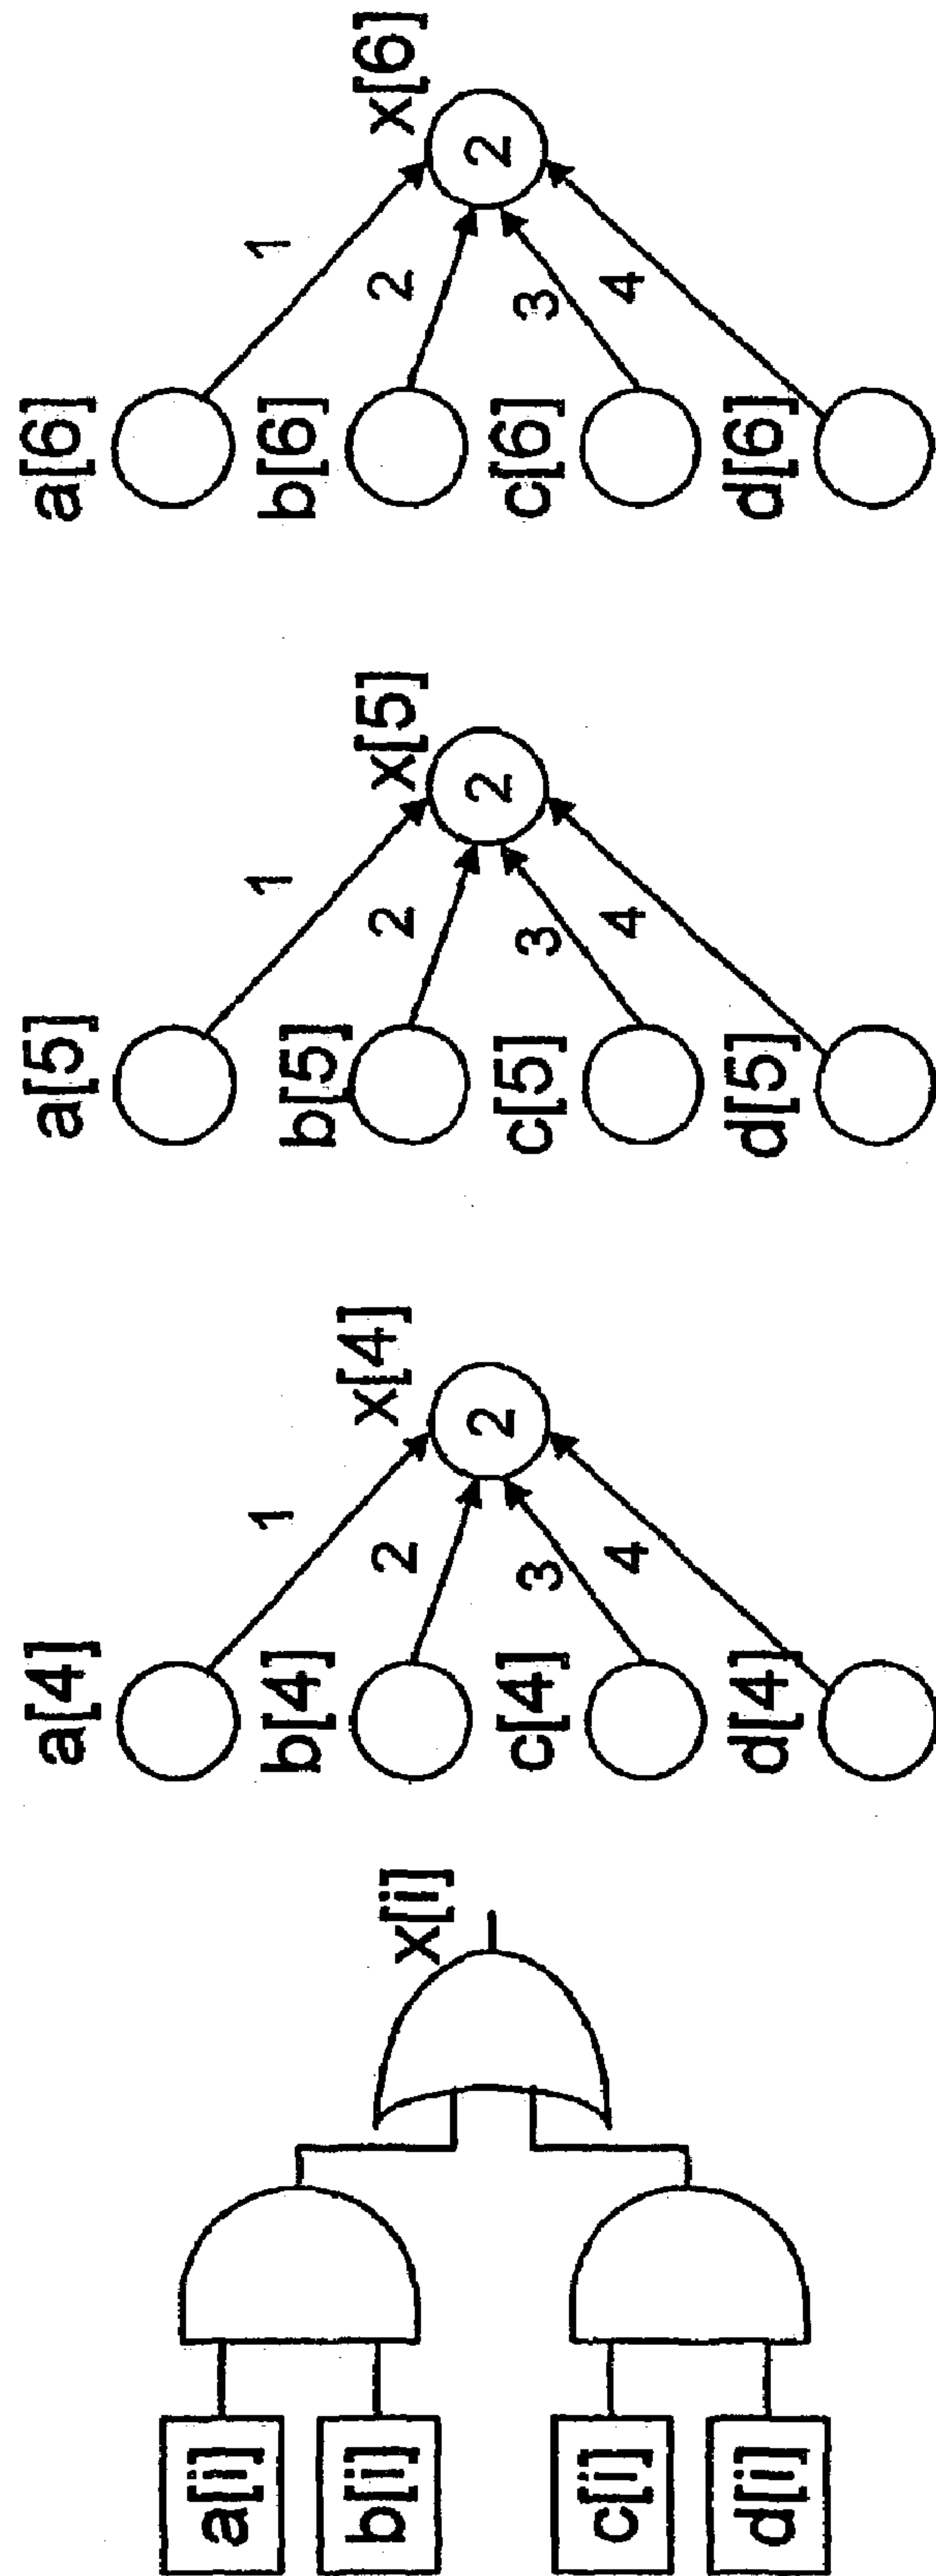 a[i]
b[i]
c[i]
d[i]
x[i]
a[4]
b[4]
c[4]
d[4]
1
2
3
4
x[4]
2
a[5]
b[5]
c[5]
d[5]
1
2
3
4
x[5]
2
a[6]
b[6]
c[6]
d[6]
1
2
3
4
x[6]
2